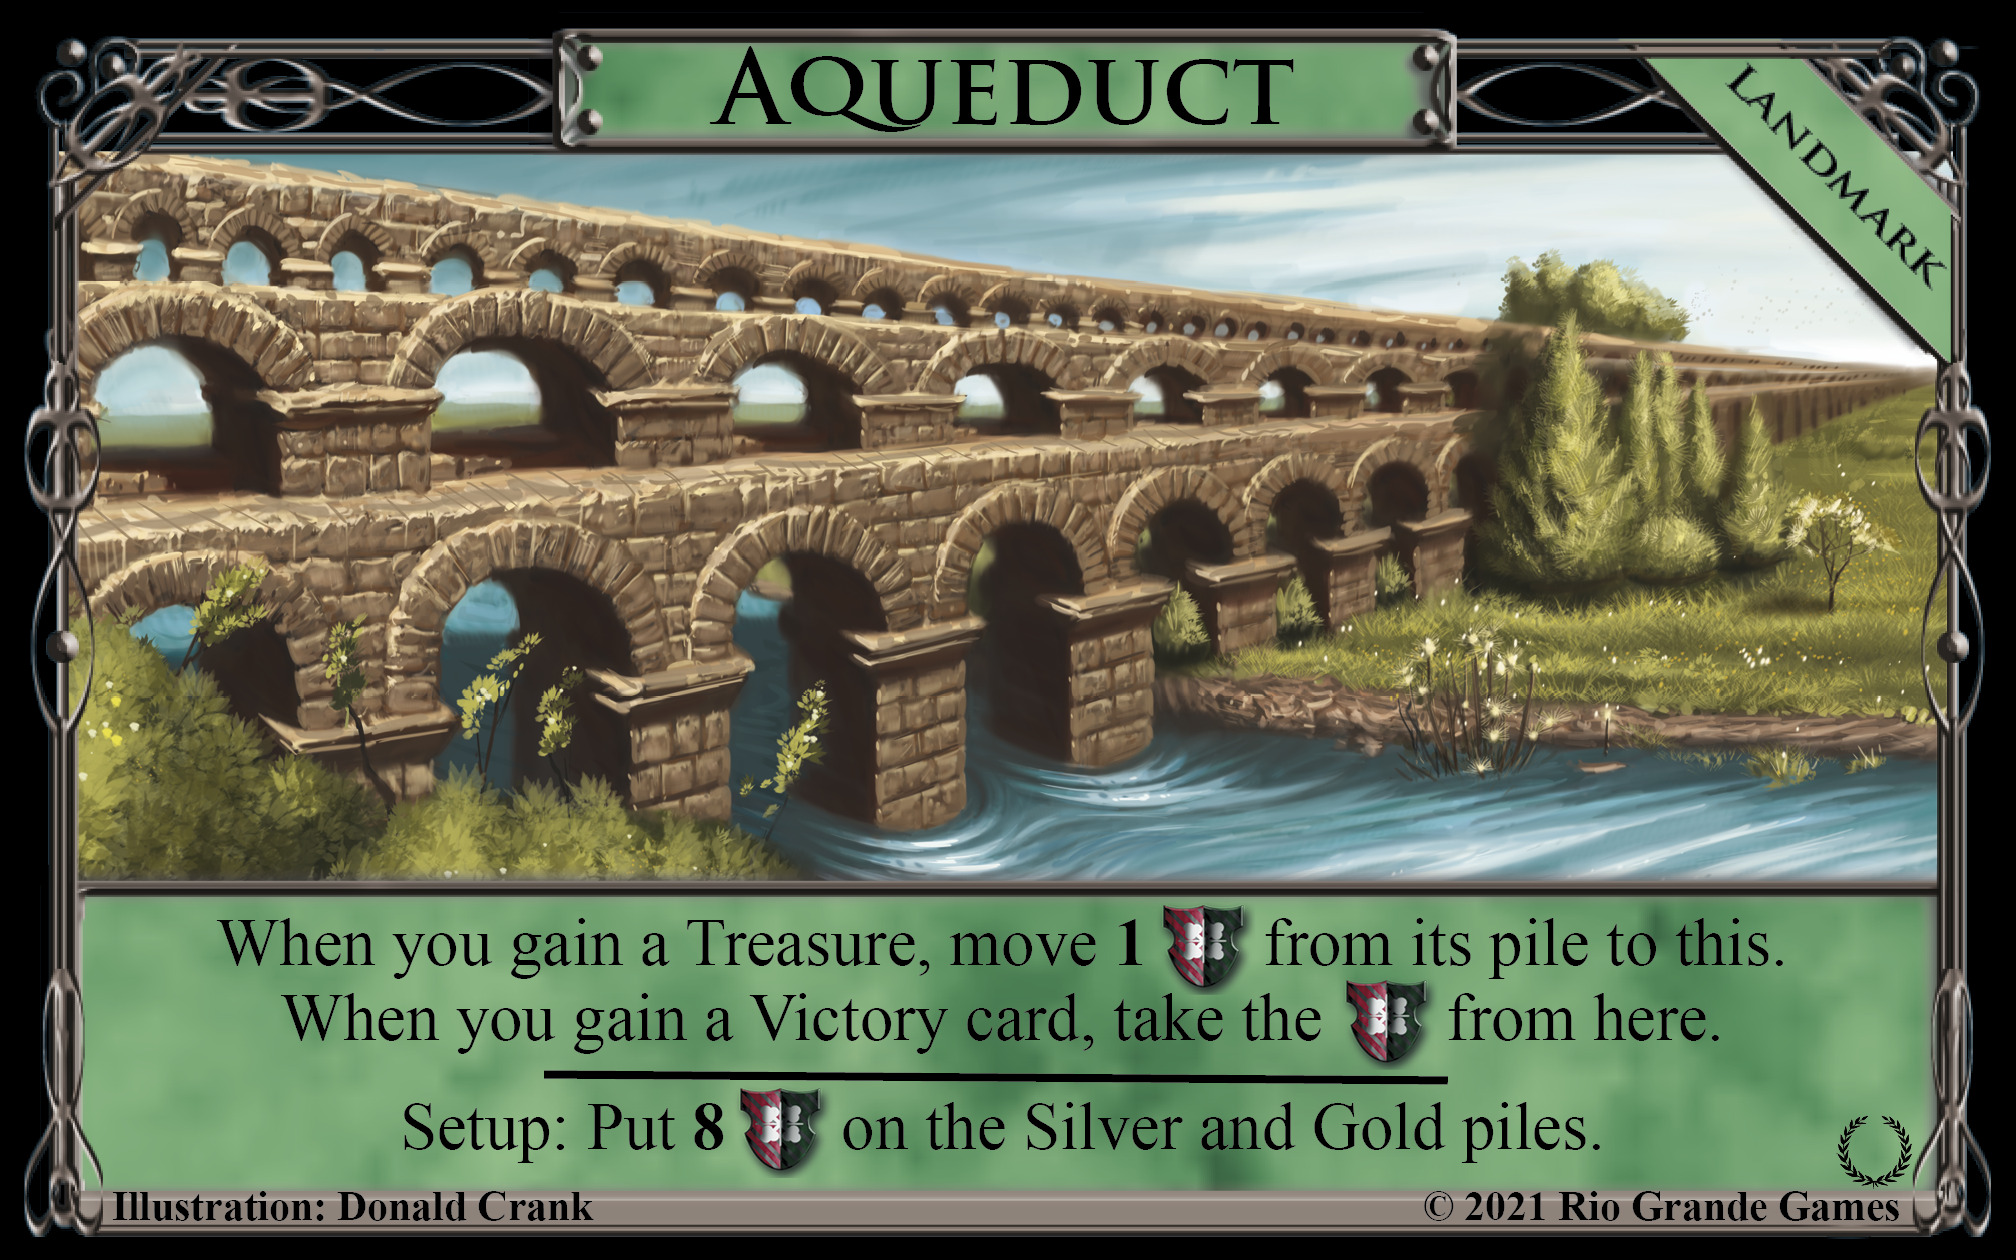 AQUEDUCT
LANDMARK
When you gain a Treasure, move 1 from its pile to this.
When you gain a Victory card, take the from here.
Setup: Put 8 on the Silver and Gold piles.
Illustration: Donald Crank
© 2021 Rio Grande Games